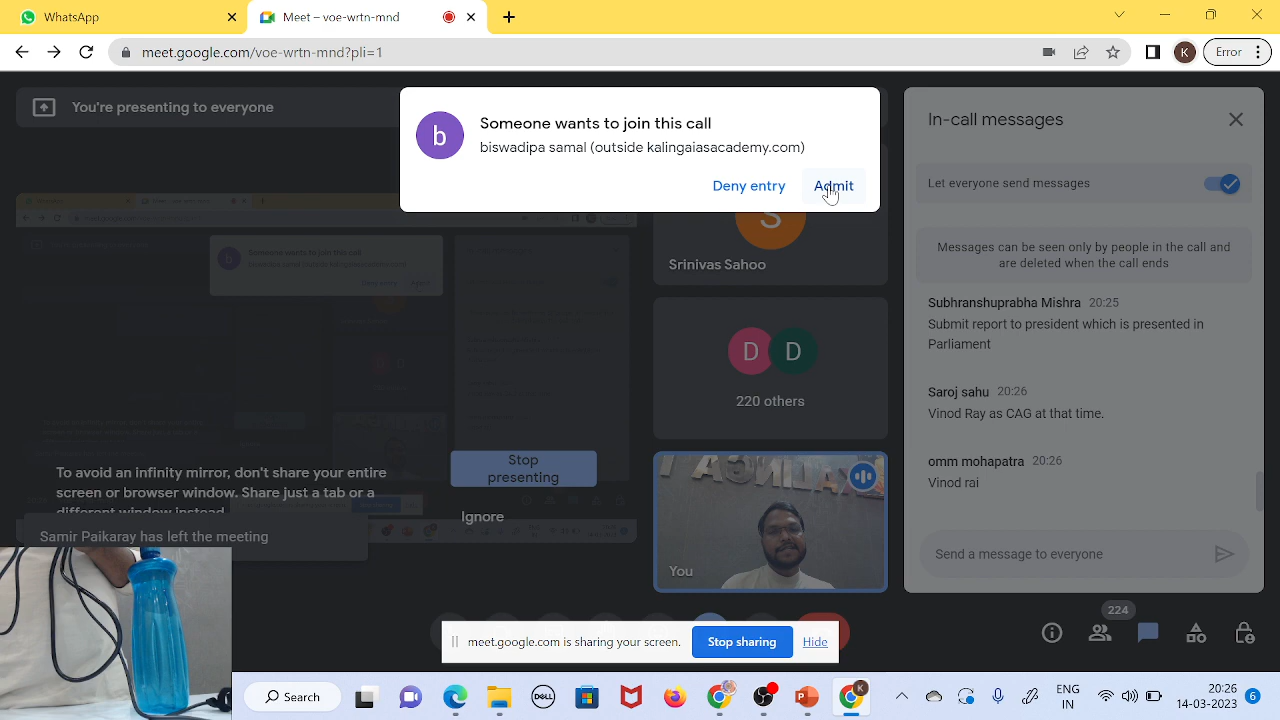 WhatsApp
Meet – voe-wrtn-mnd
meet.google.com/voe-wrtn-mnd?pli=1
K
Error
You're presenting to everyone
b
Someone wants to join this call
biswadipa samal (outside kalingaiasacademy.com)
Deny entry
Admit
S
Srinivas Sahoo
D D
220 others
You
To avoid an infinity mirror, don't share your entire
screen or browser window. Share just a tab or a
different window instead.
Stop
presenting
Ignore
Samir Paikaray has left the meeting
In-call messages
Let everyone send messages
Messages can be seen only by people in the call and
are deleted when the call ends
Subhranshuprabha Mishra 20:25
Submit report to president which is presented in
Parliament
Saroj sahu 20:26
Vinod Ray as CAG at that time.
omm mohapatra 20:26
Vinod rai
Send a message to everyone
224
meet.google.com is sharing your screen.
Stop sharing
Hide
Search
DELL
K
ENG
IN
20:26
14-03-2023
6